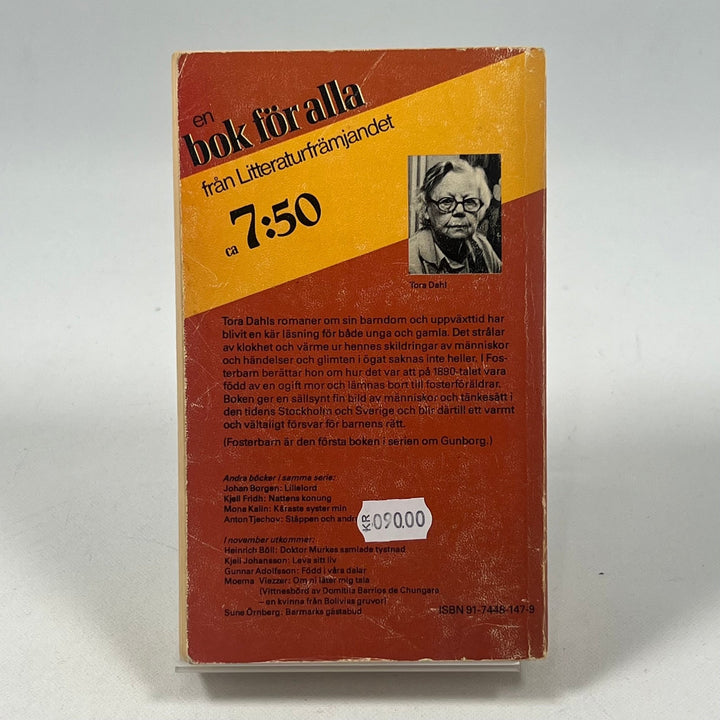 en
bok för alla
från Litteraturfrämjandet
ca 7:50
Tora Dahl
Tora Dahls romaner om sin barndom och uppväxttid har
blivit en kär läsning för både unga och gamla. Det strålar
av klokhet och värme ur hennes skildringar av människor
och händelser och glimten i ögat saknas inte heller. I Fos-
terbarn berättar hon om hur det var att på 1880-talet vara
född av en ogift mor och lämnas bort till fosterföräldrar.
Boken ger en sällsynt fin bild av människor och tänkesätt i
den tidens Stockholm och Sverige och blir därtill ett varmt
och vältaligt försvar för barnens rätt.
(Fosterbarn är den första boken i serien om Gunborg.)
Andra böcker i samma serie:
Johan Borgen: Lillelord
Kjell Fridh: Nattens konung
Mona Kalin: Käraste syster min
Anton Tjechov: Stäppen och andr
KR 090.00
I november utkommer:
Heinrich Böll: Doktor Murkes samlade tystnad
Kjell Johansson: Leva sitt liv
Gunnar Adolfsson: Född i våra dalar
Moema Viezzer: Om ni låter mig tala
(Vittnesbörd av Domitila Barrios de Chungara
– en kvinna från Bolivias gruvor)
Sune Örnberg: Barmarks gästabud
ISBN 91-7448-147-9